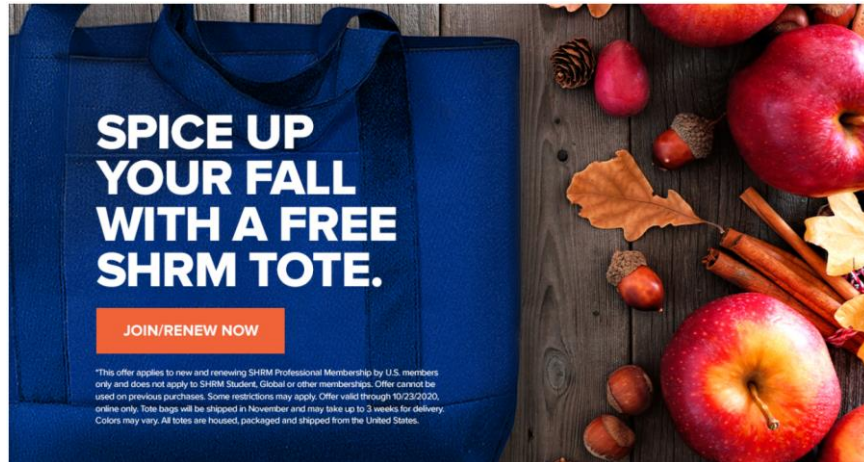 SPICE UP
YOUR FALL
WITH A FREE
SHRM TOTE.
JOIN/RENEW NOW
*This offer applies to new and renewing SHRM Professional Membership by U.S. members
only and does not apply to SHRM Student, Global or other memberships. Offer cannot be
used on previous purchases. Some restrictions may apply. Offer valid through 10/23/2020,
online only. Tote bags will be shipped in November and may take up to 3 weeks for delivery.
Colors may vary. All totes are housed, packaged and shipped from the United States.